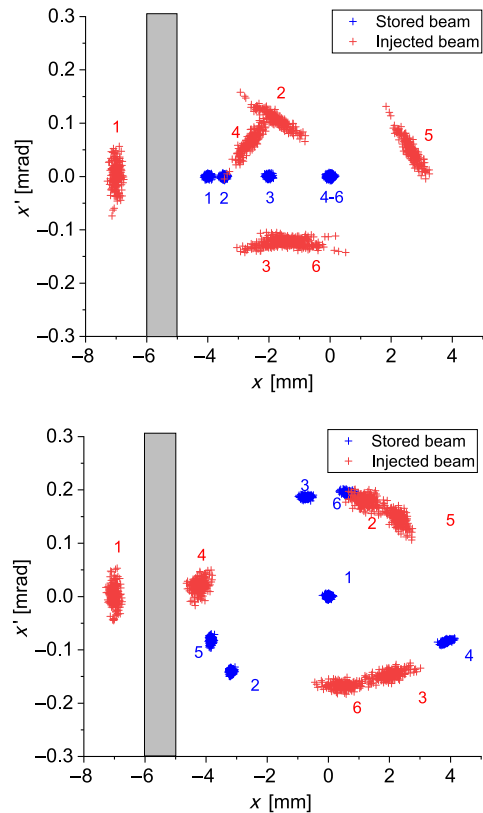 0.3
Stored beam
Injected beam
0.2
2
1
4
5
0.1
x' [mrad]
0.0
1 2 3 4-6
−0.1
3 6
−0.2
−0.3
−8 −6 −4 −2 0 2 4
x [mm]
0.3
Stored beam
Injected beam
3
0.2
6
2 5
1 4
0.1
1
x' [mrad]
0.0
5 4
2
−0.1
6 3
−0.2
−0.3
−8 −6 −4 −2 0 2 4
x [mm]